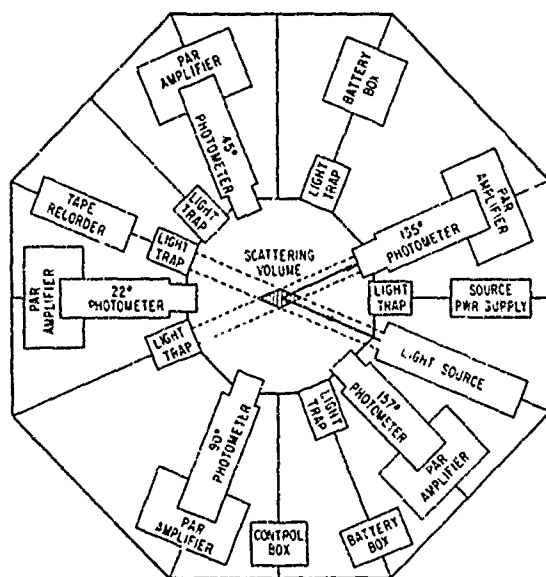 PAR
AMPLIFIER
45°
PHOTOMETER
BATTERY
BOX
LIGHT
TRAP
PAR
AMPLIFIER
135°
PHOTOMETER
LIGHT
TRAP
TAPE
RECORDER
LIGHT
TRAP
SCATTERING
VOLUME
PAR
AMPLIFIER
22°
PHOTOMETER
LIGHT
TRAP
SOURCE
PWR SUPPLY
LIGHT
TRAP
LIGHT SOURCE
LIGHT
TRAP
157°
PHOTOMETER
PAR
AMPLIFIER
90°
PHOTOMETER
PAR
AMPLIFIER
CONTROL
BOX
BATTERY
BOX